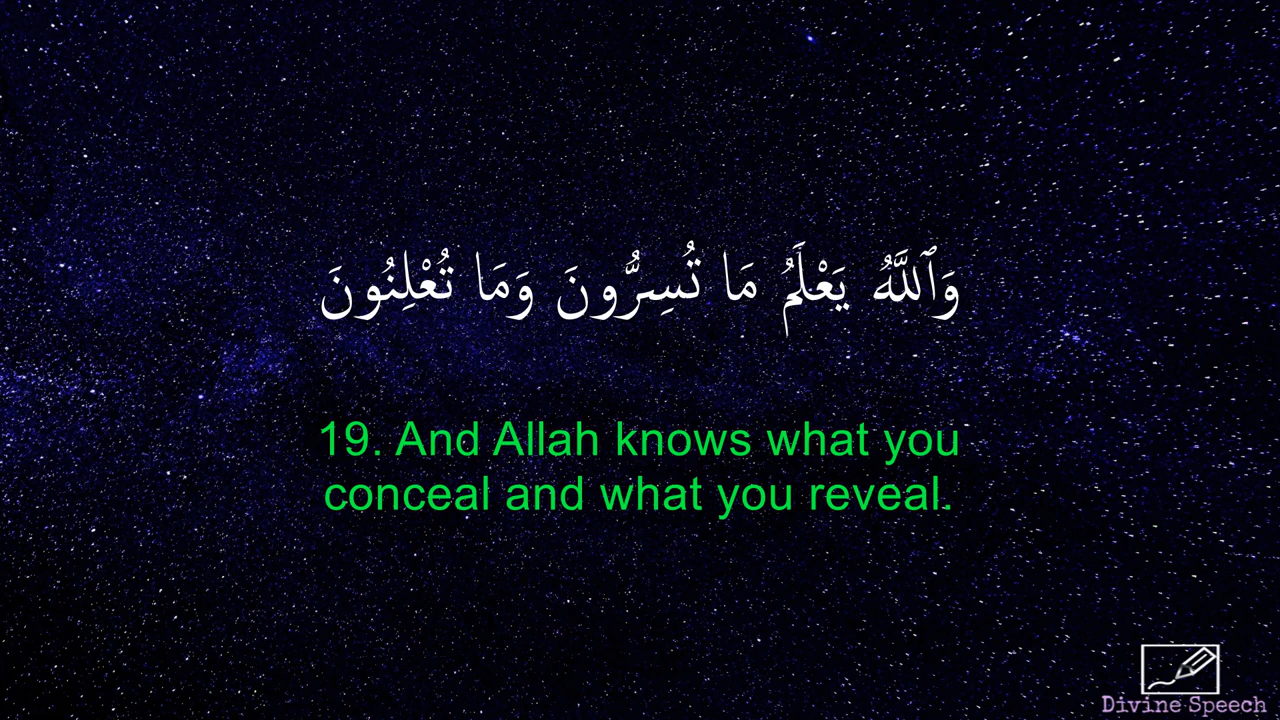 وَٱللَّهُ يَعْلَمُ مَا تُسِرُّونَ وَمَا تُعْلِنُونَ
19. And Allah knows what you
conceal and what you reveal.
Divine Speech